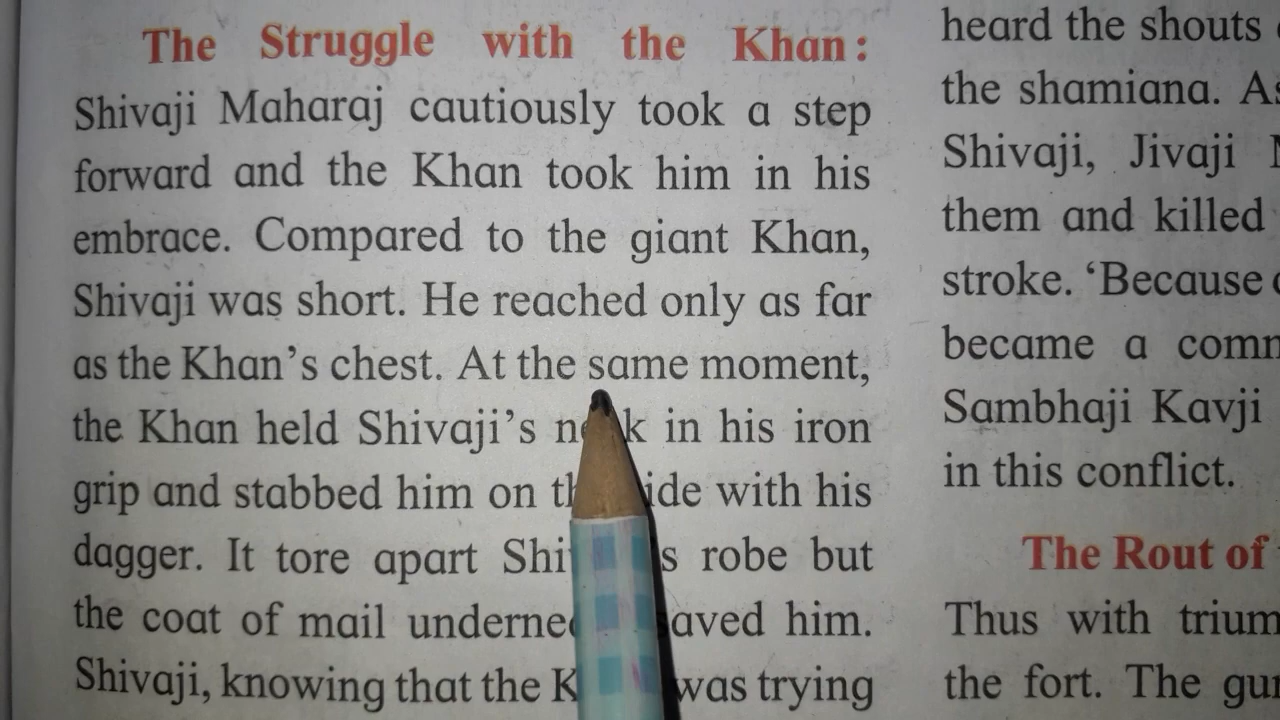 The Struggle with the Khan:
Shivaji Maharaj cautiously took a step
forward and the Khan took him in his
embrace. Compared to the giant Khan,
Shivaji was short. He reached only as far
as the Khan's chest. At the same moment,
the Khan held Shivaji's in his iron
grip and stabbed him on with his
dagger. It tore apart robe but
the coat of mail him.
Shivaji, knowing that the was trying
heard the shouts
the shamiana.
Shivaji, Jivaji
them and killed
stroke. ‘Because
became a
Sambhaji Kavji
in this conflict.
The Rout of
Thus with
the fort. The